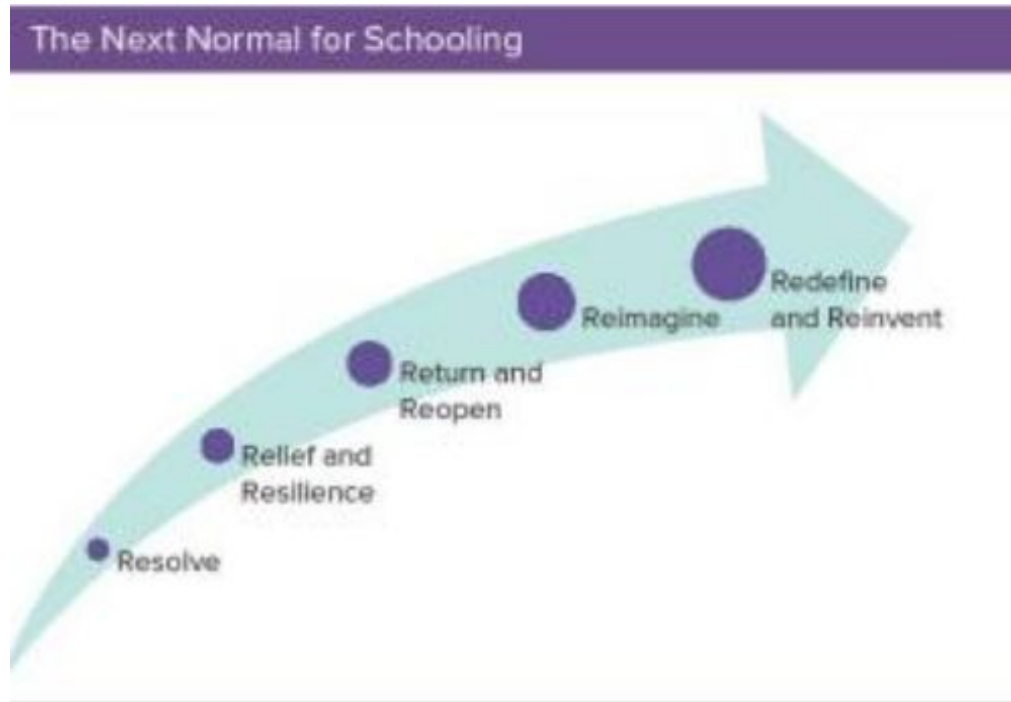 The Next Normal for Schooling
Resolve
Relief and
Resilience
Return and
Reopen
Reimagine
Redefine
and Reinvent